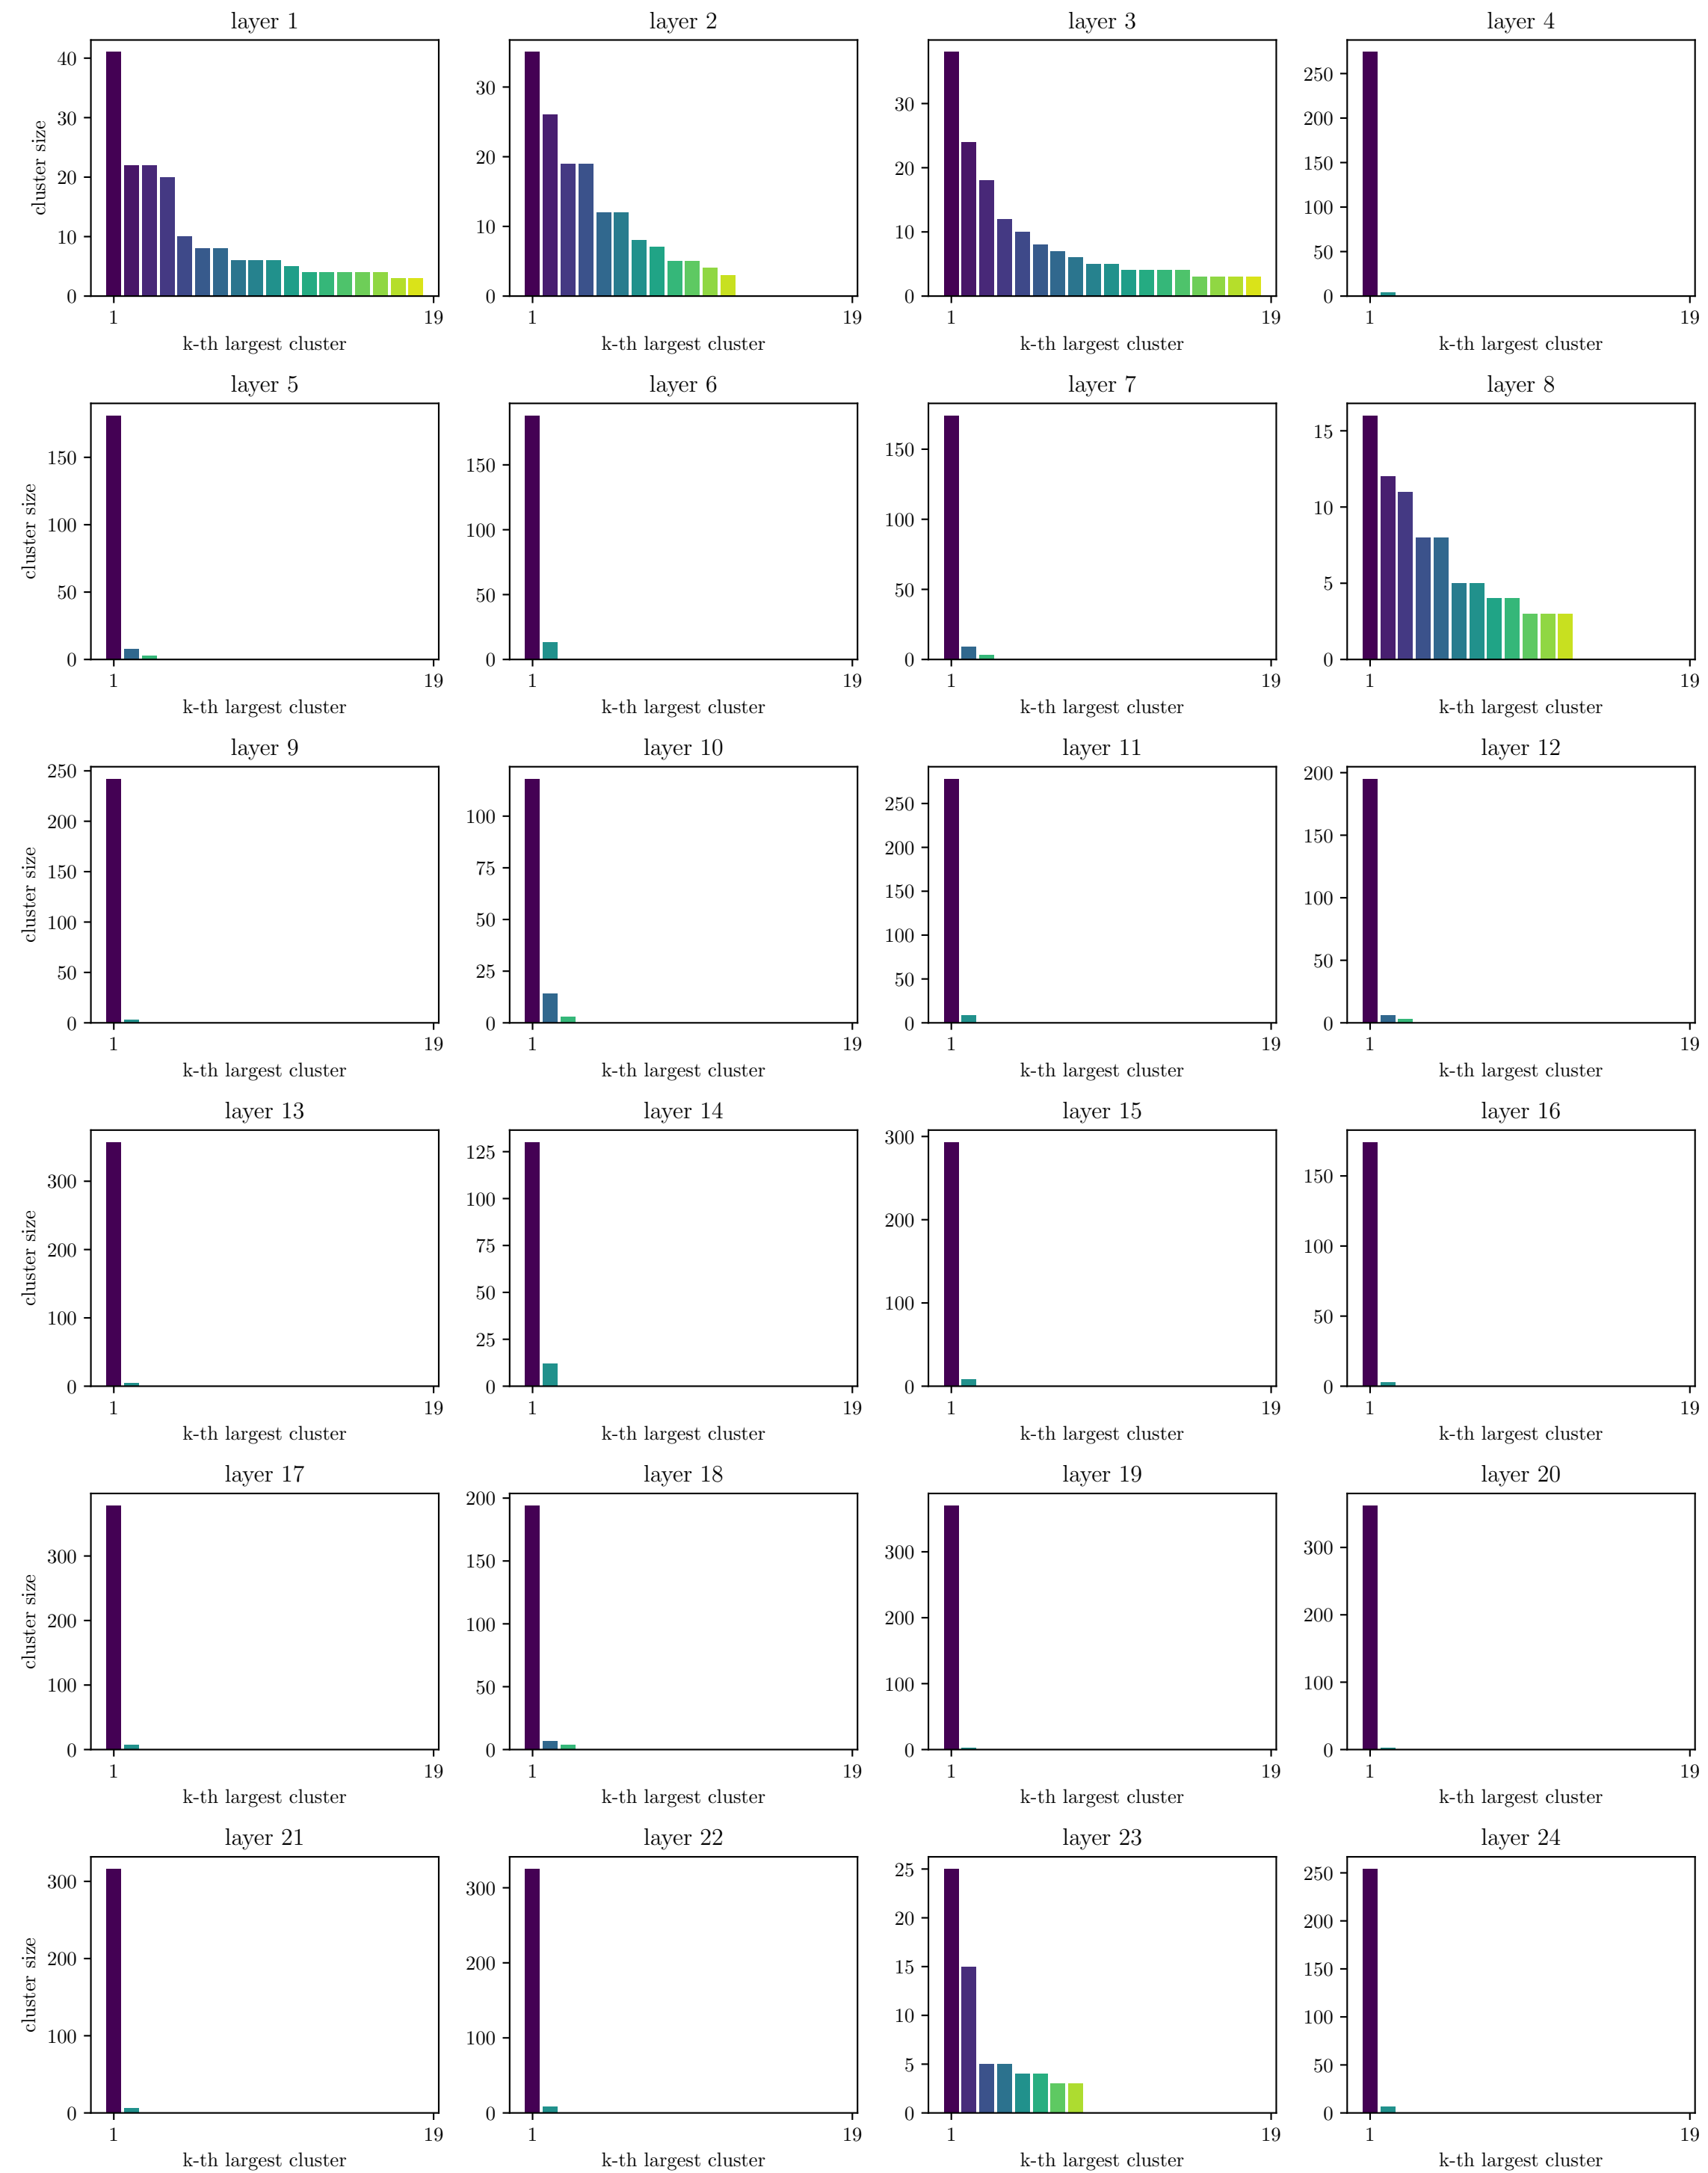 layer 1
cluster size
40
30
20
10
0
1
19
k-th largest cluster
layer 2
30
20
10
0
1
19
k-th largest cluster
layer 3
30
20
10
0
1
19
k-th largest cluster
layer 4
250
200
150
100
50
0
1
19
k-th largest cluster
layer 5
cluster size
150
100
50
0
1
19
k-th largest cluster
layer 6
150
100
50
0
1
19
k-th largest cluster
layer 7
150
100
50
0
1
19
k-th largest cluster
layer 8
15
10
5
0
1
19
k-th largest cluster
layer 9
cluster size
250
200
150
100
50
0
1
19
k-th largest cluster
layer 10
100
75
50
25
0
1
19
k-th largest cluster
layer 11
250
200
150
100
50
0
1
19
k-th largest cluster
layer 12
200
150
100
50
0
1
19
k-th largest cluster
layer 13
cluster size
300
200
100
0
1
19
k-th largest cluster
layer 14
125
100
75
50
25
0
1
19
k-th largest cluster
layer 15
300
200
100
0
1
19
k-th largest cluster
layer 16
150
100
50
0
1
19
k-th largest cluster
layer 17
cluster size
300
200
100
0
1
19
k-th largest cluster
layer 18
200
150
100
50
0
1
19
k-th largest cluster
layer 19
300
200
100
0
1
19
k-th largest cluster
layer 20
300
200
100
0
1
19
k-th largest cluster
layer 21
cluster size
300
200
100
0
1
19
k-th largest cluster
layer 22
300
200
100
0
1
19
k-th largest cluster
layer 23
25
20
15
10
5
0
1
19
k-th largest cluster
layer 24
250
200
150
100
50
0
1
19
k-th largest cluster